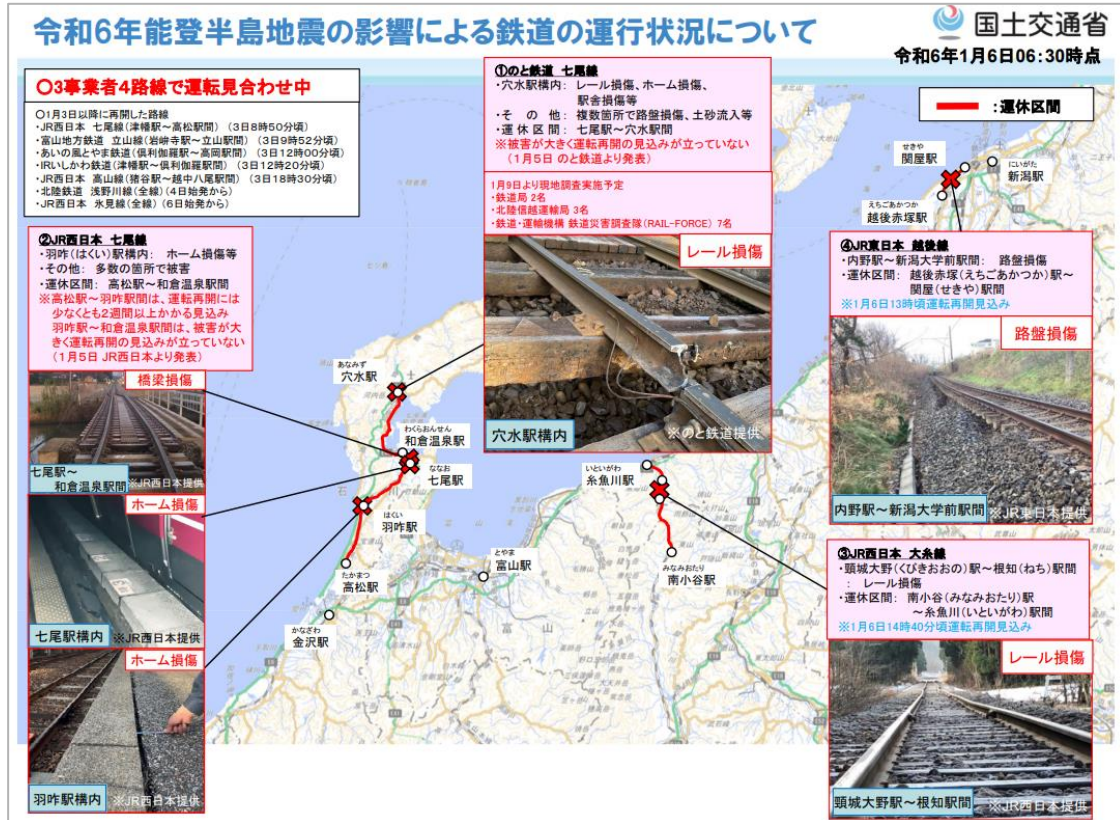 令和6年能登半島地震の影響による鉄道の運行状況について
国土交通省
令和6年1月6日06:30時点
〇3事業者4路線で運転見合わせ中
〇1月3日以降に再開した路線
・JR西日本 七尾線(津幡駅～高松駅間) (3日8時50分頃)
・富山地方鉄道 立山線(岩峅寺駅～立山駅間) (3日9時52分頃)
・あいの風とやま鉄道(倶利伽羅駅～高岡駅間) (3日12時00分頃)
・IRいしかわ鉄道(津幡駅～倶利伽羅駅間) (3日12時20分頃)
・JR西日本 高山線(猪谷駅～越中八尾駅間) (3日18時30分頃)
・北陸鉄道 浅野川線(全線)(4日始発から)
・JR西日本 氷見線(全線)(6日始発から)
①のと鉄道 七尾線
・穴水駅構内: レール損傷、ホーム損傷、
駅舎損傷等
・そ の 他: 複数箇所で路盤損傷、土砂流入等
・運休区間: 七尾駅～穴水駅間
※被害が大きく運転再開の見込みが立っていない
(1月5日 のと鉄道より発表)
1月9日より現地調査実施予定
・鉄道局 2名
・北陸信越運輸局 3名
・鉄道・運輸機構 鉄道災害調査隊(RAIL-FORCE) 7名
レール損傷
穴水駅構内
※のと鉄道提供
:運休区間
せきや
関屋駅
にいがた
新潟駅
えちごあかつか
越後赤塚駅
②JR西日本 七尾線
・羽咋(はくい)駅構内: ホーム損傷等
・その他: 多数の箇所で被害
・運休区間: 高松駅～和倉温泉駅間
※高松駅～羽咋駅間は、運転再開には
少なくとも2週間以上かかる見込み
羽咋駅～和倉温泉駅間は、被害が大
きく運転再開の見込みが立っていない
(1月5日 JR西日本より発表)
橋梁損傷
七尾駅～
和倉温泉駅間
※JR西日本提供
ホーム損傷
七尾駅構内
※JR西日本提供
ホーム損傷
羽咋駅構内
※JR西日本提供
あなみず
穴水駅
わくらおんせん
和倉温泉駅
ななお
七尾駅
はくい
羽咋駅
たかまつ
高松駅
かなざわ
金沢駅
とやま
富山駅
富
山
石
川
いといがわ
糸魚川駅
みなみおたり
南小谷駅
④JR東日本 越後線
・内野駅～新潟大学前駅間: 路盤損傷
・運休区間: 越後赤塚(えちごあかつか)駅～
関屋(せきや)駅間
※1月6日13時頃運転再開見込み
路盤損傷
内野駅～新潟大学前駅間
※JR東日本提供
③JR西日本 大糸線
・頸城大野(くびきおおの)駅～根知(ねち)駅間
: レール損傷
・運休区間: 南小谷(みなみおたり)駅
～糸魚川(いといがわ)駅間
※1月6日14時40分頃運転再開見込み
レール損傷
頸城大野駅～根知駅間
※JR西日本提供